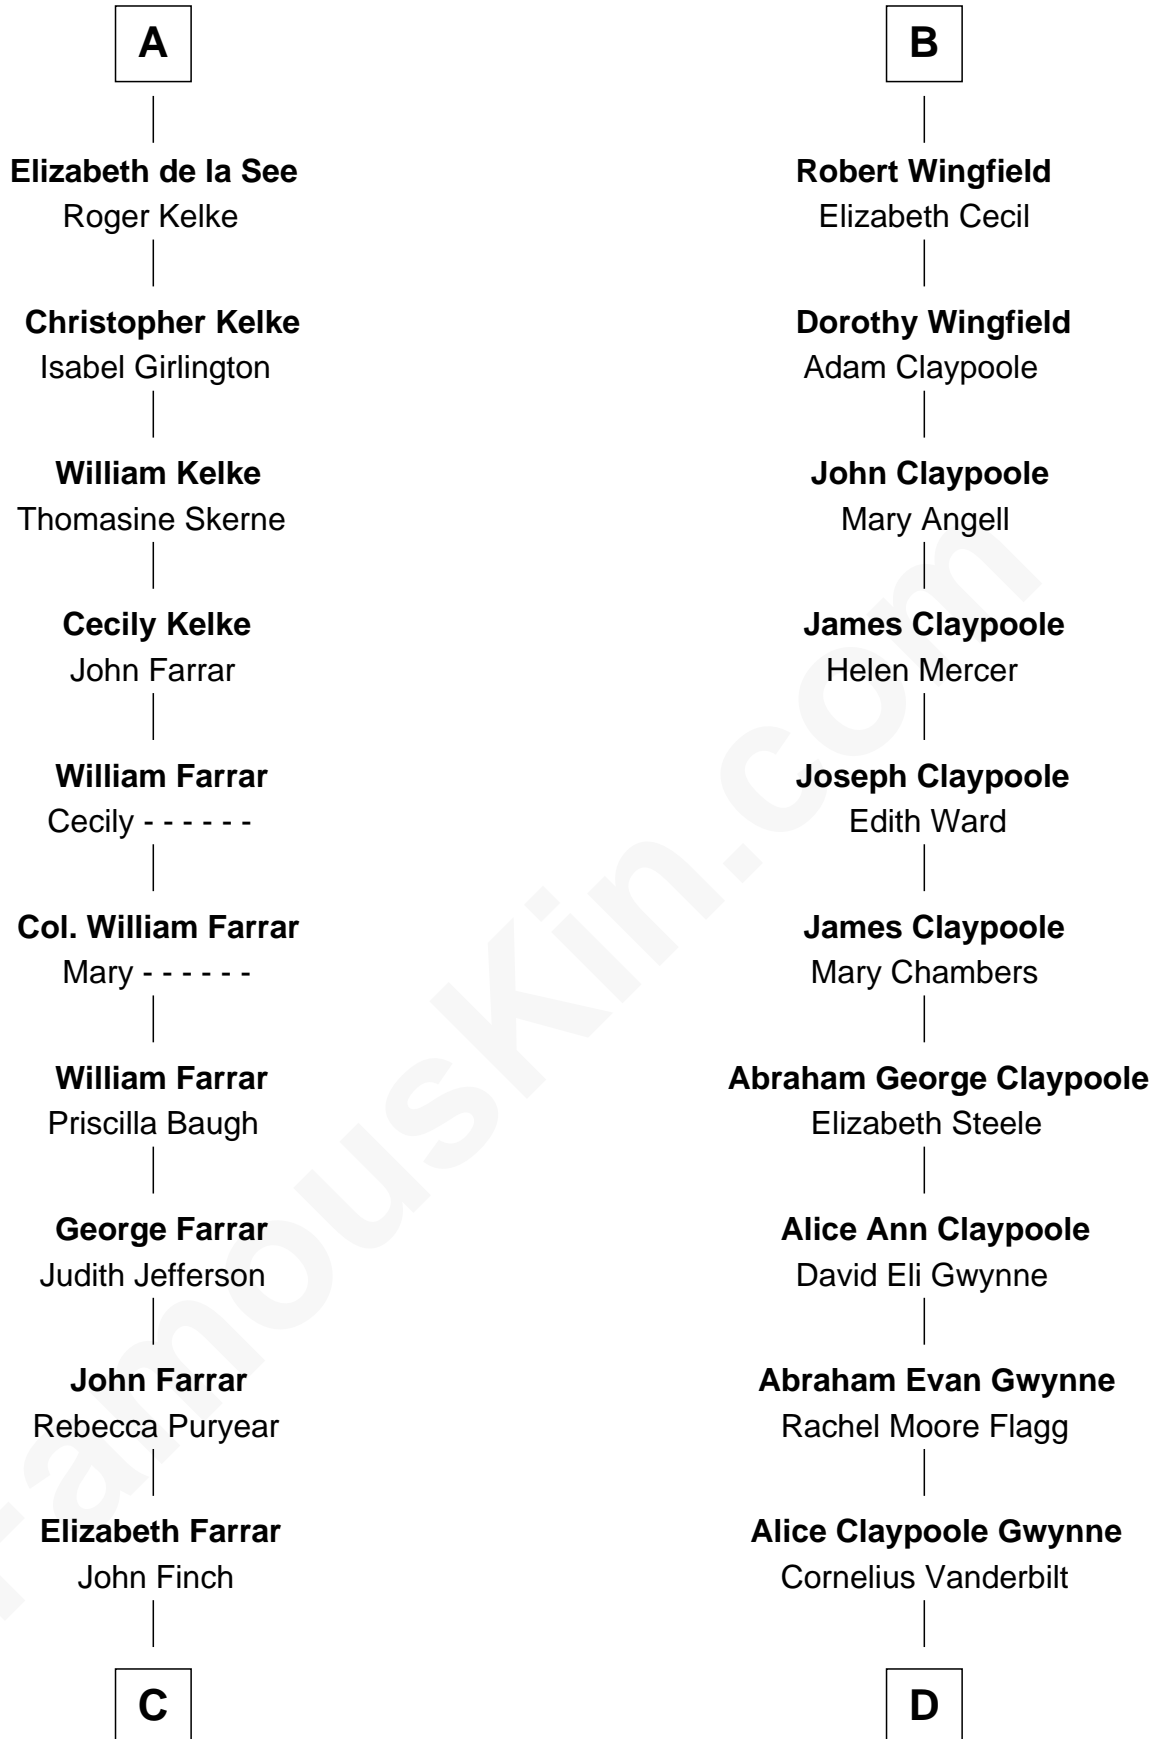 A
Elizabeth de la See
Roger Kelke
Christopher Kelke
Isabel Girlington
William Kelke
Thomasine Skerne
Cecily Kelke
John Farrar
William Farrar
Cecily - - - - - -
Col. William Farrar
Mary - - - - - -
William Farrar
Priscilla Baugh
George Farrar
Judith Jefferson
John Farrar
Rebecca Puryear
Elizabeth Farrar
John Finch
C
B
Robert Wingfield
Elizabeth Cecil
Dorothy Wingfield
Adam Claypoole
John Claypoole
Mary Angell
James Claypoole
Helen Mercer
Joseph Claypoole
Edith Ward
James Claypoole
Mary Chambers
Abraham George Claypoole
Elizabeth Steele
Alice Ann Claypoole
David Eli Gwynne
Abraham Evan Gwynne
Rachel Moore Flagg
Alice Claypoole Gwynne
Cornelius Vanderbilt
D
FamousKin.com